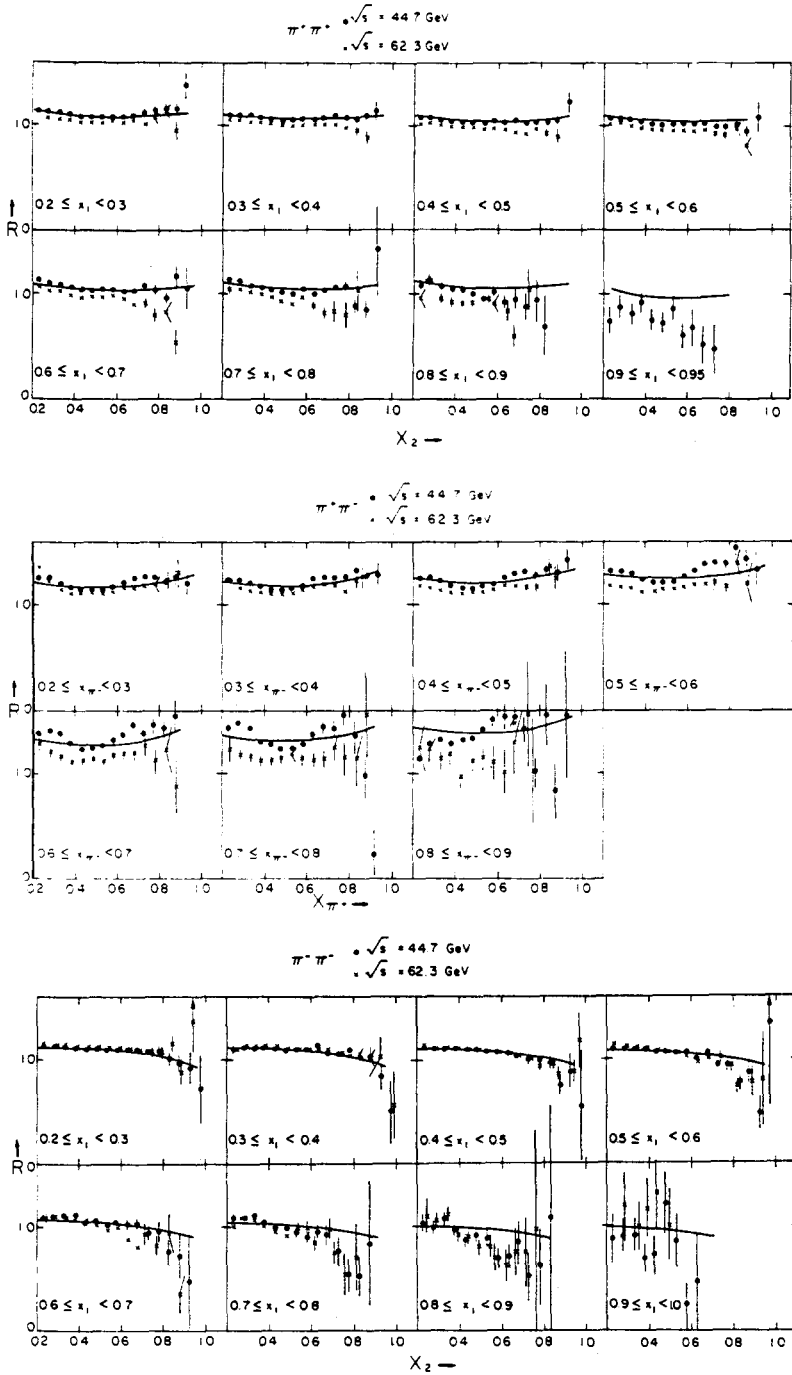 π⁺ π⁺ • √s = 44.7 GeV
× √s = 62.3 GeV
1.0
0.2 ≤ x₁ < 0.3
0.3 ≤ x₁ < 0.4
0.4 ≤ x₁ < 0.5
0.5 ≤ x₁ < 0.6
↑
R
1.0
0.6 ≤ x₁ < 0.7
0.7 ≤ x₁ < 0.8
0.8 ≤ x₁ < 0.9
0.9 ≤ x₁ < 0.95
0
0.2 0.4 0.6 0.8 1.0 0.4 0.6 0.8 1.0 0.4 0.6 0.8 1.0 0.4 0.6 0.8 1.0
X₂ →
π⁺ π⁻ • √s = 44.7 GeV
× √s = 62.3 GeV
1.0
0.2 ≤ x_π⁻ < 0.3
0.3 ≤ x_π⁻ < 0.4
0.4 ≤ x_π⁻ < 0.5
0.5 ≤ x_π⁻ < 0.6
↑
R
1.0
0.6 ≤ x_π⁻ < 0.7
0.7 ≤ x_π⁻ < 0.8
0.8 ≤ x_π⁻ < 0.9
0
0.2 0.4 0.6 0.8 1.0 0.4 0.6 0.8 1.0 0.4 0.6 0.8 1.0
X_π⁺ →
π⁻ π⁻ • √s = 44.7 GeV
× √s = 62.3 GeV
1.0
0.2 ≤ x₁ < 0.3
0.3 ≤ x₁ < 0.4
0.4 ≤ x₁ < 0.5
0.5 ≤ x₁ < 0.6
↑
R 0
1.0
0.6 ≤ x₁ < 0.7
0.7 ≤ x₁ < 0.8
0.8 ≤ x₁ < 0.9
0.9 ≤ x₁ < 1.0
0
0.2 0.4 0.6 0.8 1.0 0.4 0.6 0.8 1.0 0.4 0.6 0.8 1.0 0.4 0.6 0.8 1.0
X₂ →